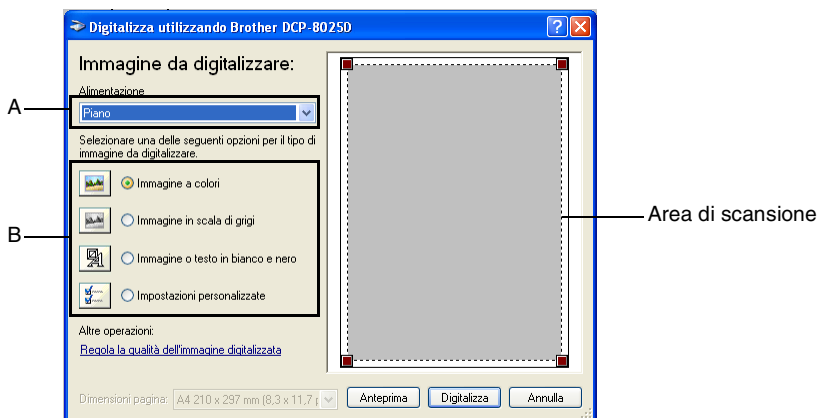 Digitalizza utilizzando Brother DCP-8025D
Immagine da digitalizzare:
Alimentazione
A
Piano
Selezionare una delle seguenti opzioni per il tipo di
immagine da digitalizzare.
B
Immagine a colori
Immagine in scala di grigi
Immagine o testo in bianco e nero
Impostazioni personalizzate
Area di scansione
Altre operazioni:
Regola la qualità dell'immagine digitalizzata
Dimensioni pagina: A4 210 x 297 mm (8,3 x 11,7 Anteprima Digitalizza Annulla